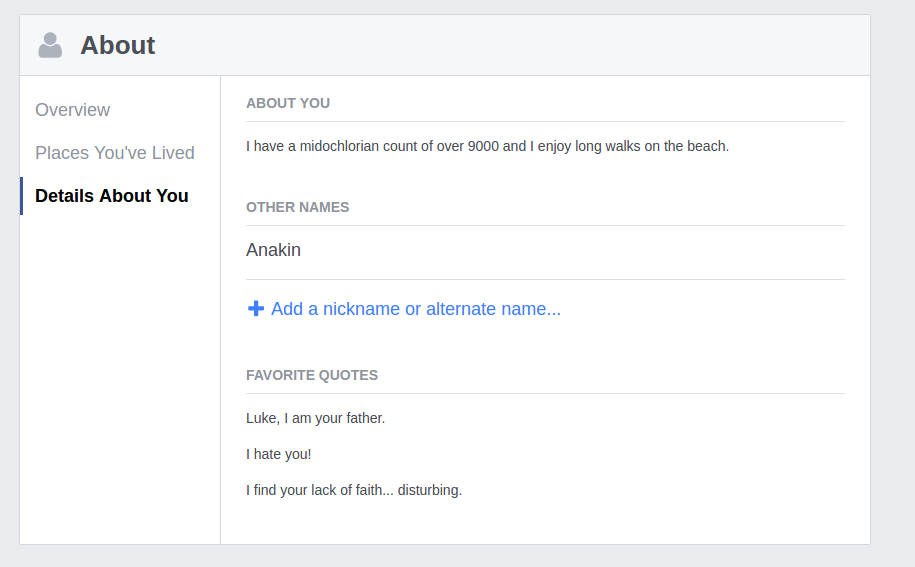 About
Overview
Places You've Lived
Details About You
ABOUT YOU
I have a midochlorian count of over 9000 and I enjoy long walks on the beach.
OTHER NAMES
Anakin
Add a nickname or alternate name...
FAVORITE QUOTES
Luke, I am your father.
I hate you!
I find your lack of faith... disturbing.